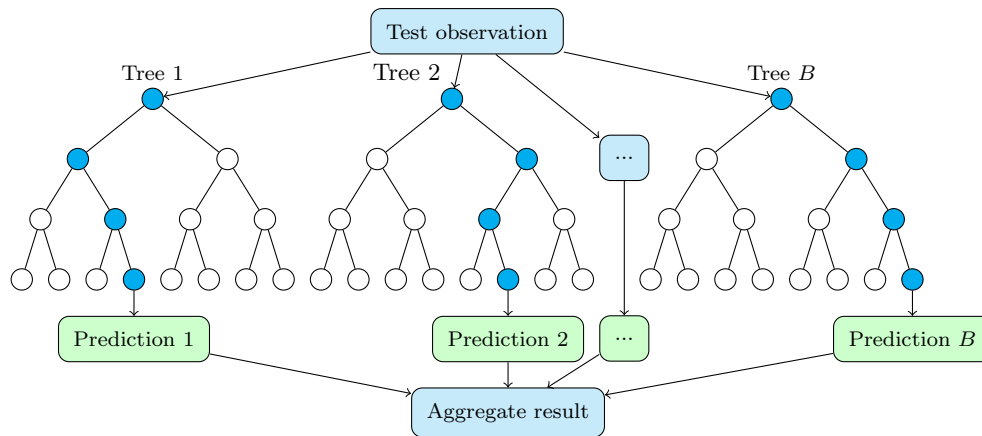 Test observation
Tree 1
Tree 2
Tree B
...
Prediction 1
Prediction 2
...
Prediction B
Aggregate result